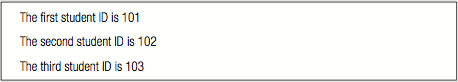 The first student ID is 101
The second student ID is 102
The third student ID is 103